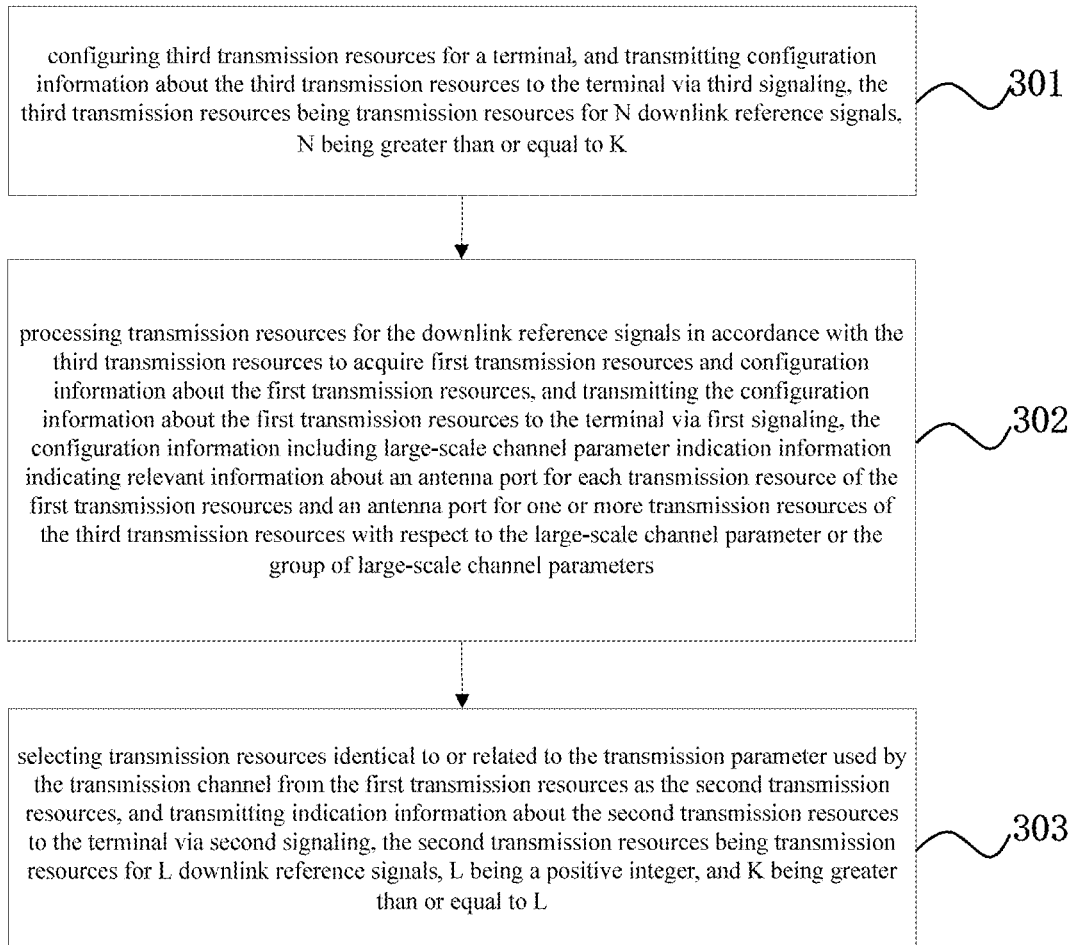 configuring third transmission resources for a terminal, and transmitting configuration
information about the third transmission resources to the terminal via third signaling, the
third transmission resources being transmission resources for N downlink reference signals,
N being greater than or equal to K
301
processing transmission resources for the downlink reference signals in accordance with the
third transmission resources to acquire first transmission resources and configuration
information about the first transmission resources, and transmitting the configuration
information about the first transmission resources to the terminal via first signaling, the
configuration information including large-scale channel parameter indication information
indicating relevant information about an antenna port for each transmission resource of the
first transmission resources and an antenna port for one or more transmission resources of
the third transmission resources with respect to the large-scale channel parameter or the
group of large-scale channel parameters
302
selecting transmission resources identical to or related to the transmission parameter used by
the transmission channel from the first transmission resources as the second transmission
resources, and transmitting indication information about the second transmission resources
to the terminal via second signaling, the second transmission resources being transmission
resources for L downlink reference signals, L being a positive integer, and K being greater
than or equal to L
303